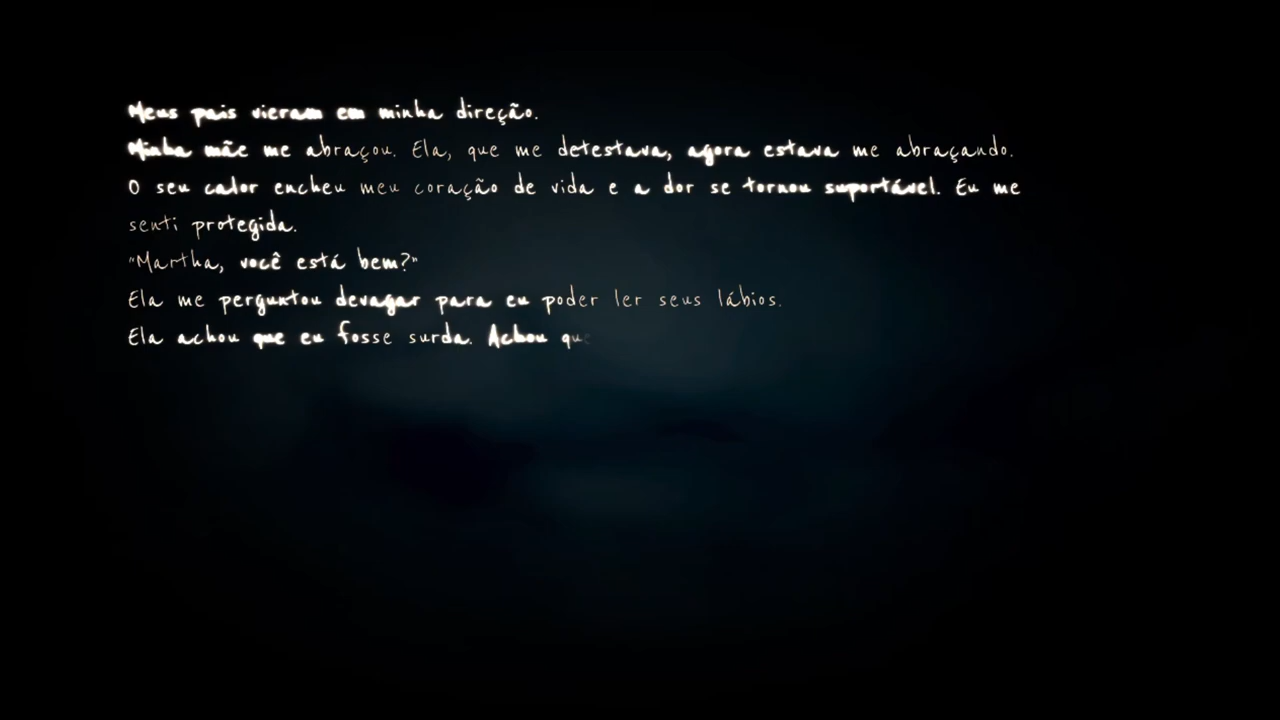 Meus pais vieram em minha direção.
Minha mãe me abraçou. Ela, que me detestava, agora estava me abraçando.
O seu calor encheu meu coração de vida e a dor se tornou suportável. Eu me
senti protegida.
"Martha, você está bem?"
Ela me perguntou devagar para eu poder ler seus lábios.
Ela achou que eu fosse surda. Achou que